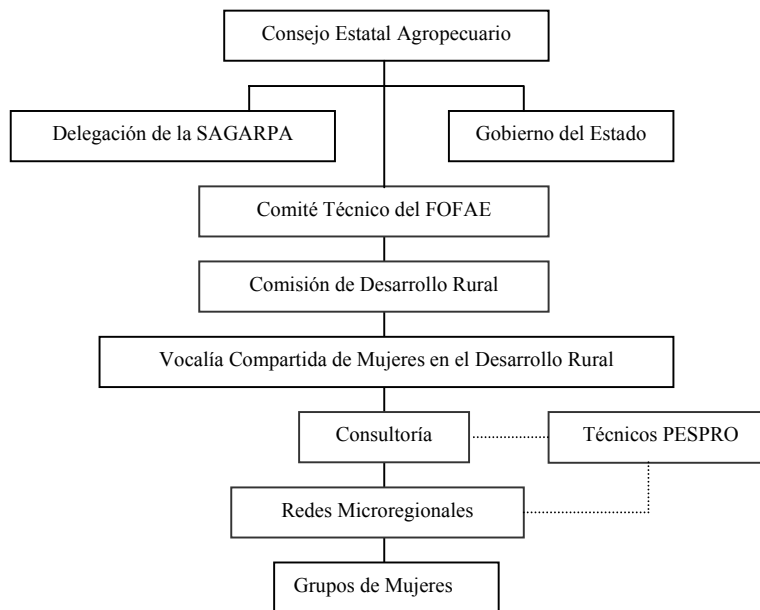 Consejo Estatal Agropecuario
Delegación de la SAGARPA
Gobierno del Estado
Comité Técnico del FOFAE
Comisión de Desarrollo Rural
Vocalía Compartida de Mujeres en el Desarrollo Rural
Consultoría
Técnicos PESPRO
Redes Microregionales
Grupos de Mujeres